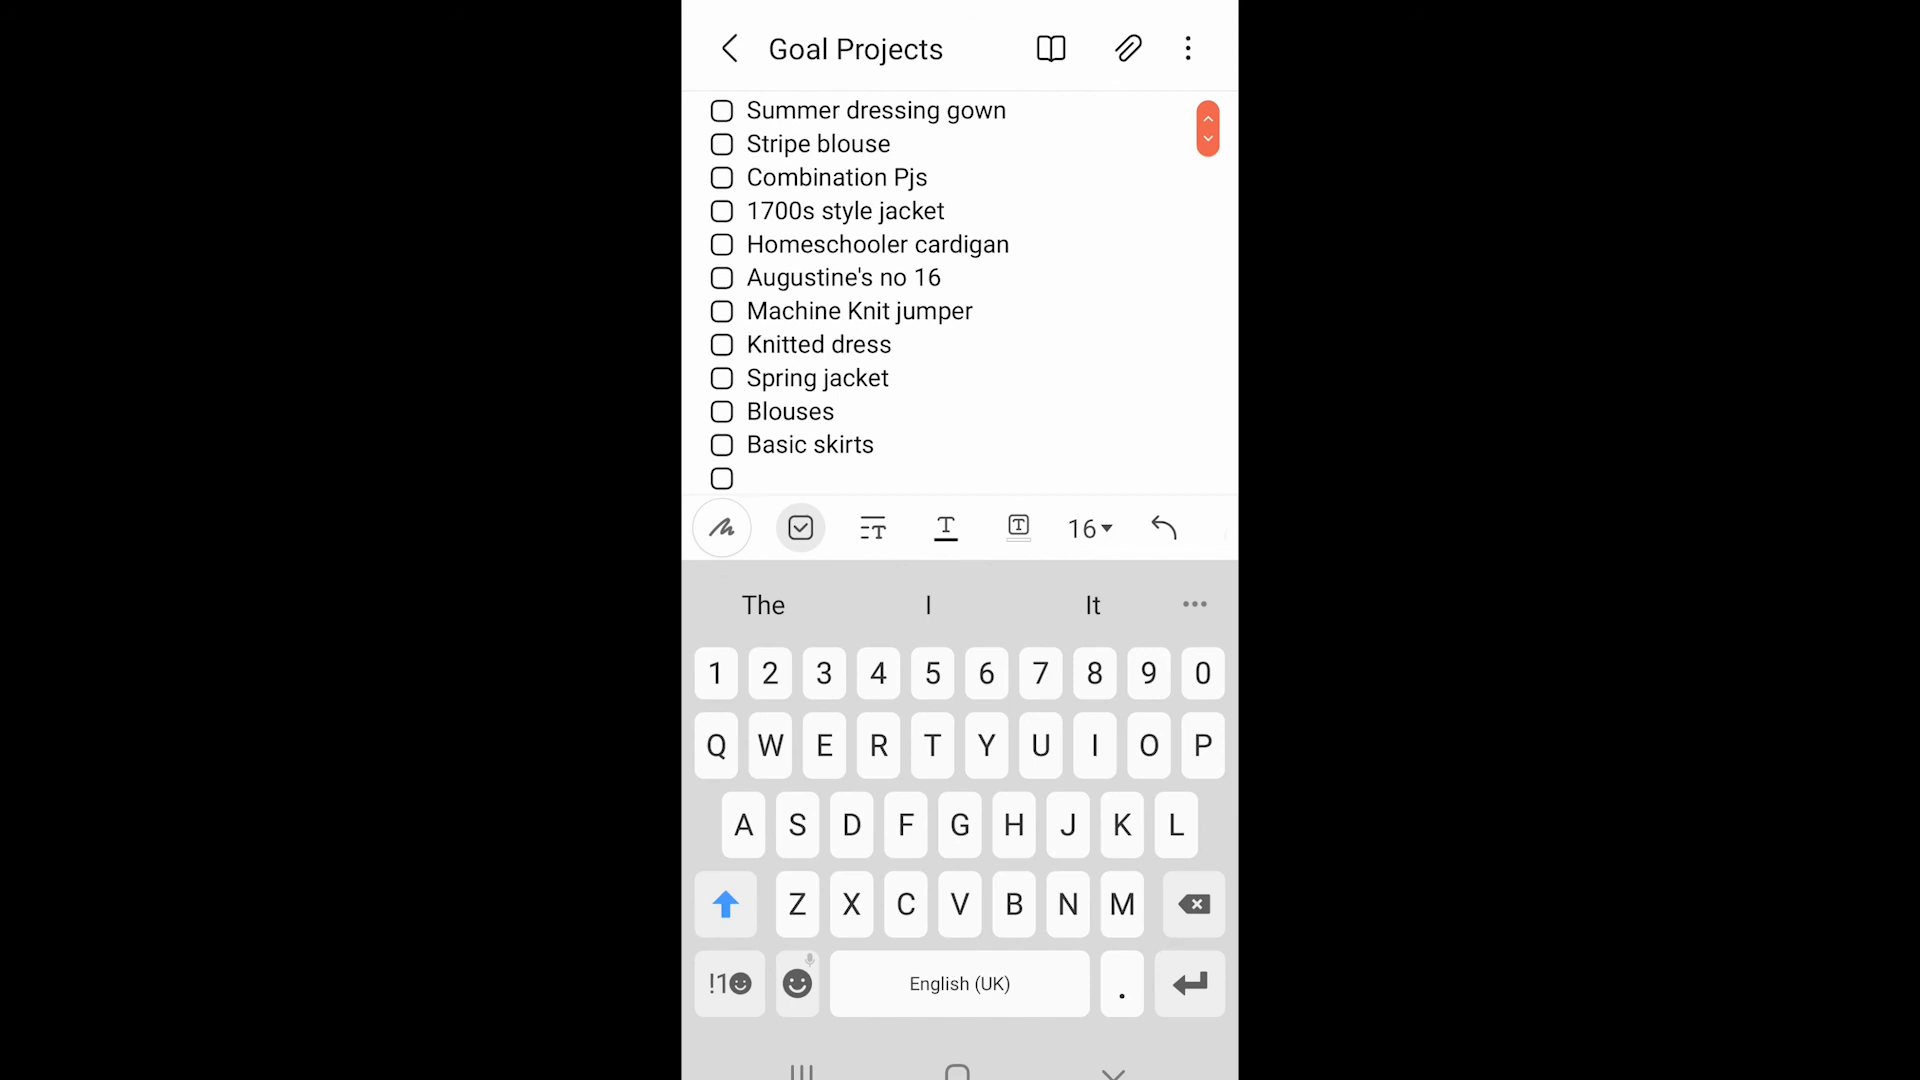 Goal Projects
Summer dressing gown
Stripe blouse
Combination Pjs
1700s style jacket
Homeschooler cardigan
Augustine's no 16
Machine Knit jumper
Knitted dress
Spring jacket
Blouses
Basic skirts
T T T 16
The I It
1 2 3 4 5 6 7 8 9 0
Q W E R T Y U I O P
A S D F G H J K L
Z X C V B N M
!1 English (UK) .